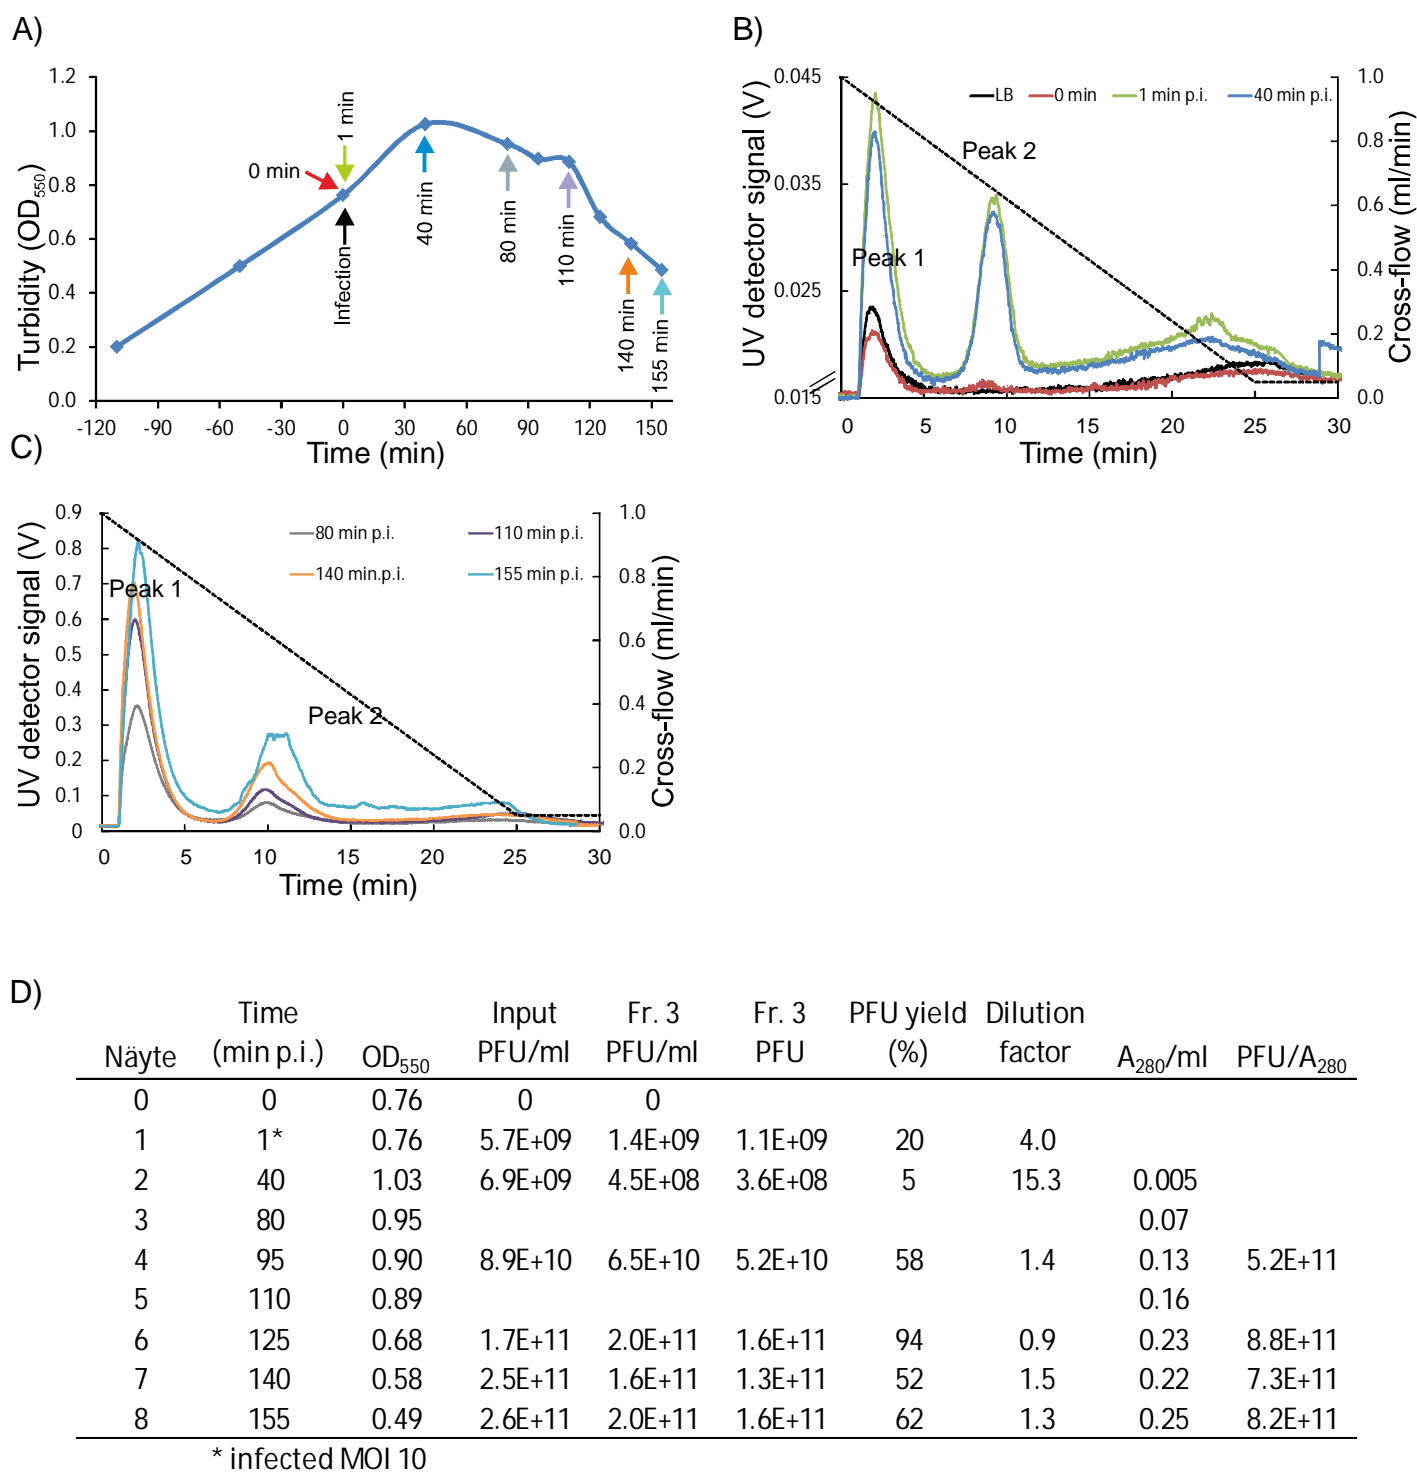 A)
Turbidity (OD550)
1.2
1.0
0.8
0.6
0.4
0.2
0.0
-120 -90 -60 -30 0 30 60 90 120 150
Time (min)
0 min
1 min
Infection
40 min
80 min
110 min
140 min
155 min
B)
UV detector signal (V)
0.045
0.035
0.025
0.015
LB 0 min 1 min p.i. 40 min p.i.
Peak 1
Peak 2
1.0
0.8
0.6
0.4
0.2
0.0
Cross-flow (ml/min)
0 5 10 15 20 25 30
Time (min)
C)
UV detector signal (V)
0.9
0.8
0.7
0.6
0.5
0.4
0.3
0.2
0.1
0
80 min p.i. 110 min p.i.
140 min.p.i. 155 min p.i.
Peak 1
Peak 2
1.0
0.8
0.6
0.4
0.2
0.0
Cross-flow (ml/min)
0 5 10 15 20 25 30
Time (min)
D)
Näyte Time (min p.i.) OD550 Input PFU/ml Fr. 3 PFU/ml Fr. 3 PFU PFU yield (%) Dilution factor A280/ml PFU/A280
0 0 0.76 0 0
1 1* 0.76 5.7E+09 1.4E+09 1.1E+09 20 4.0
2 40 1.03 6.9E+09 4.5E+08 3.6E+08 5 15.3 0.005
3 80 0.95 0.07
4 95 0.90 8.9E+10 6.5E+10 5.2E+10 58 1.4 0.13 5.2E+11
5 110 0.89 0.16
6 125 0.68 1.7E+11 2.0E+11 1.6E+11 94 0.9 0.23 8.8E+11
7 140 0.58 2.5E+11 1.6E+11 1.3E+11 52 1.5 0.22 7.3E+11
8 155 0.49 2.6E+11 2.0E+11 1.6E+11 62 1.3 0.25 8.2E+11
* infected MOI 10